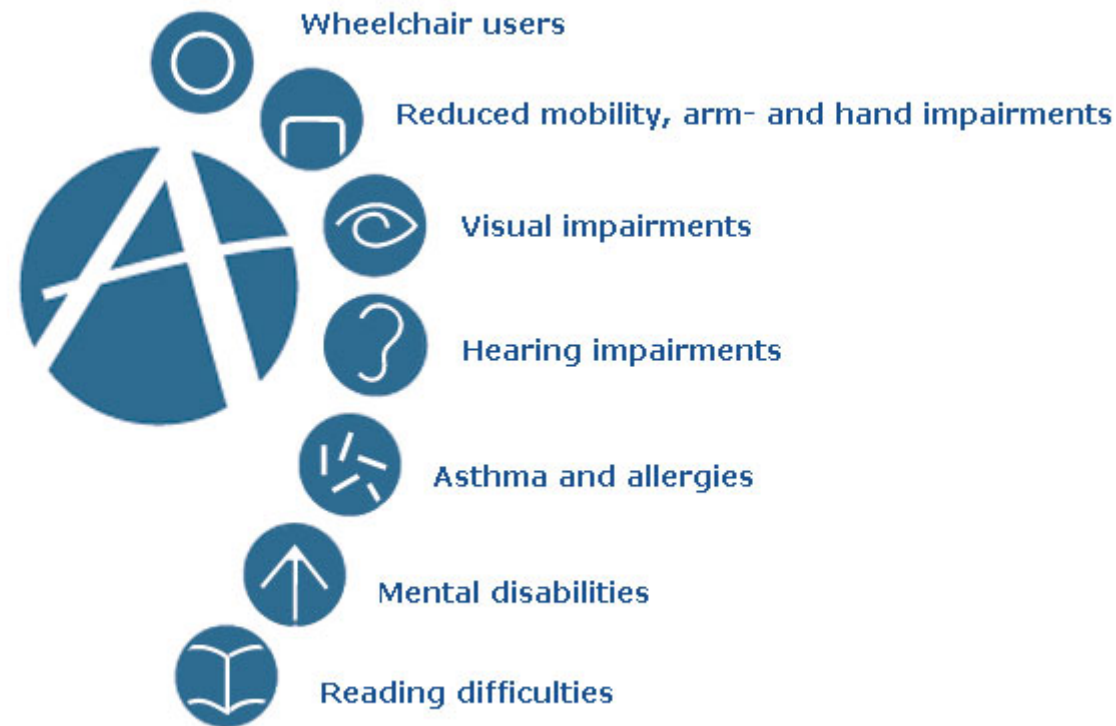 Wheelchair users
Reduced mobility, arm- and hand impairments
A
Visual impairments
Hearing impairments
Asthma and allergies
Mental disabilities
Reading difficulties